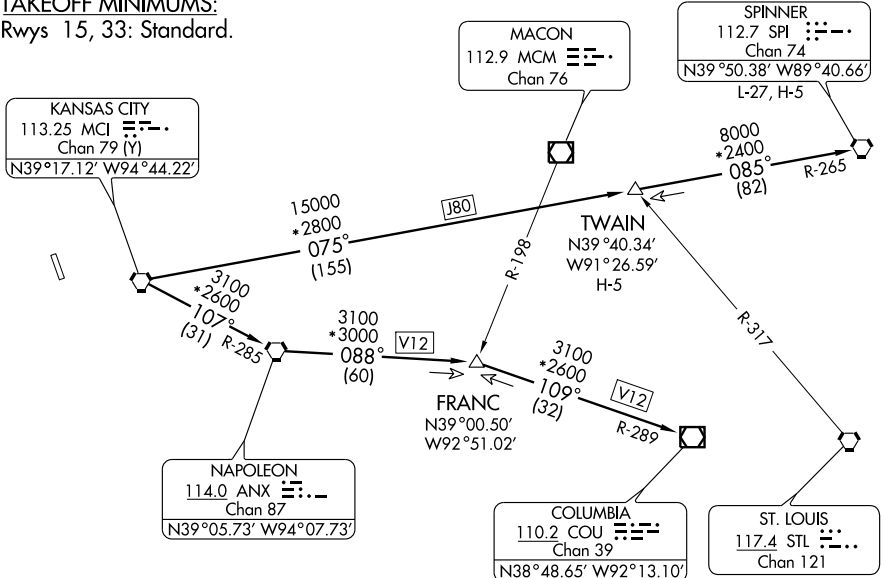 TAKEOFF MINIMUMS:
Rwys 15, 33: Standard.
MACON
112.9 MCM
Chan 76
SPINNER
112.7 SPI
Chan 74
N39°50.38' W89°40.66'
L-27, H-5
KANSAS CITY
113.25 MCI
Chan 79 (Y)
N39°17.12' W94°44.22'
8000
*2400
085°
(82)
R-265
15000
*2800
075°
(155)
J80
TWAIN
N39°40.34'
W91°26.59'
H-5
R-198
R-317
3100
*2600
107°
(31)
R-285
3100
*3000
088°
(60)
V12
FRANC
N39°00.50'
W92°51.02'
3100
*2600
109°
(32)
V12
R-289
NAPOLEON
114.0 ANX
Chan 87
N39°05.73' W94°07.73'
COLUMBIA
110.2 COU
Chan 39
N38°48.65' W92°13.10'
ST. LOUIS
117.4 STL
Chan 121